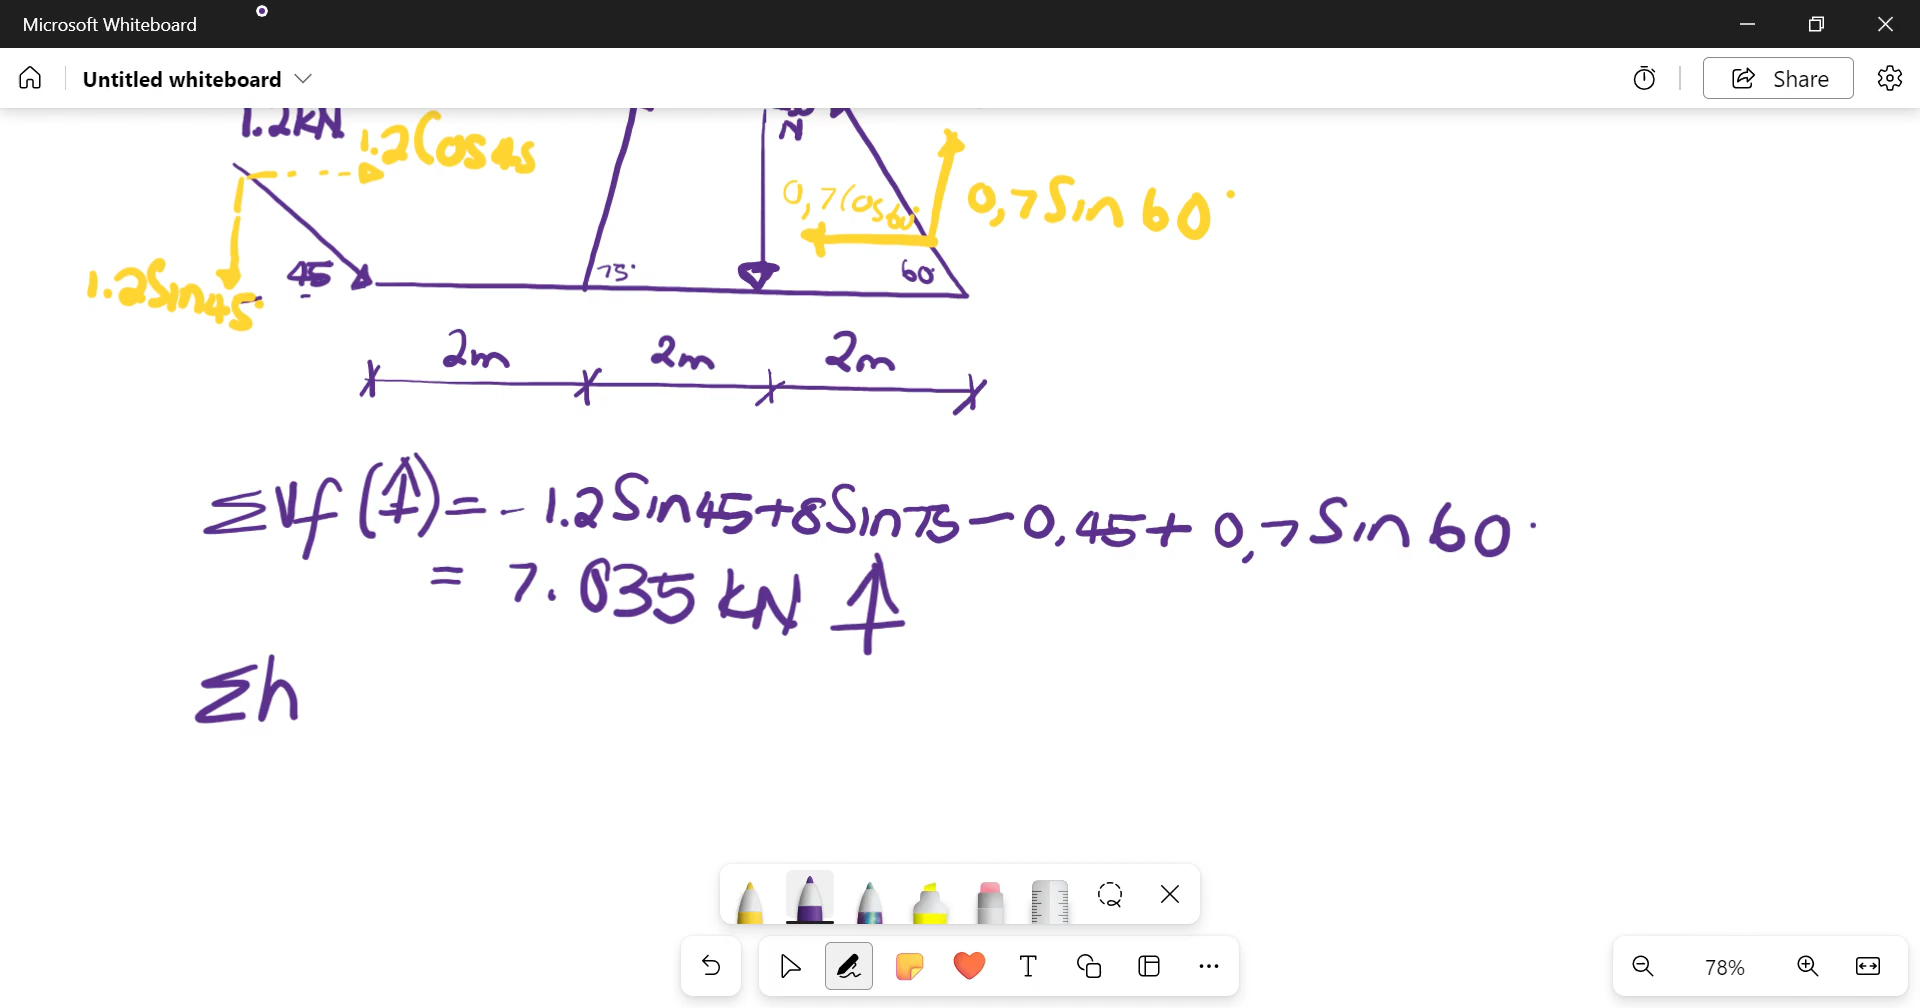 Microsoft Whiteboard
Untitled whiteboard
Share
1.2kN
1.2Cos45
N
0,7Cos60°
0,7Sin60°
1.2Sin45°
45
75°
60°
2m 2m 2m
ΣVf(↑)=-1.2Sin45+8Sin75-0,45+0,7Sin60°
= 7.035 kN ↑
Σh
78%